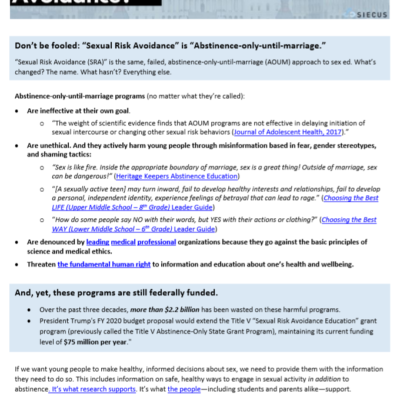 Avoidance?
SIECUS
Don't be fooled: "Sexual Risk Avoidance" is "Abstinence-only-until-marriage."
"Sexual Risk Avoidance (SRA)" is the same, failed, abstinence-only-until-marriage (AOUM) approach to sex ed. What's
changed? The name. What hasn't? Everything else.
Abstinence-only-until-marriage programs (no matter what they're called):
• Are ineffective at their own goal.
o "The weight of scientific evidence finds that AOUM programs are not effective in delaying initiation of
sexual intercourse or changing other sexual risk behaviors (Journal of Adolescent Health, 2017)."
• Are unethical. And they actively harm young people through misinformation based in fear, gender stereotypes,
and shaming tactics:
o "Sex is like fire. Inside the appropriate boundary of marriage, sex is a great thing! Outside of marriage, sex
can be dangerous!" (Heritage Keepers Abstinence Education)
o "[A sexually active teen] may turn inward, fail to develop healthy interests and relationships, fail to develop
a personal, independent identity, experience feelings of betrayal that can lead to rage." (Choosing the Best
LIFE (Upper Middle School – 8th Grade) Leader Guide)
o "How do some people say NO with their words, but YES with their actions or clothing?" (Choosing the Best
WAY (Lower Middle School – 6th Grade) Leader Guide)
• Are denounced by leading medical professional organizations because they go against the basic principles of
science and medical ethics.
• Threaten the fundamental human right to information and education about one's health and wellbeing.
And, yet, these programs are still federally funded.
• Over the past three decades, more than $2.2 billion has been wasted on these harmful programs.
• President Trump's FY 2020 budget proposal would extend the Title V "Sexual Risk Avoidance Education" grant
program (previously called the Title V Abstinence-Only State Grant Program), maintaining its current funding
level of $75 million per year."
If we want young people to make healthy, informed decisions about sex, we need to provide them with the information
they need to do so. This includes information on safe, healthy ways to engage in sexual activity in addition to
abstinence. It's what research supports. It's what the people—including students and parents alike—support.